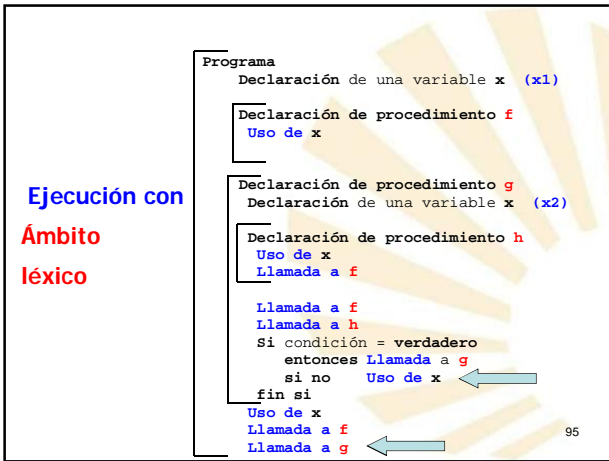 Programa
Declaración de una variable x (x1)
Declaración de procedimiento f
Uso de x
Declaración de procedimiento g
Declaración de una variable x (x2)
Declaración de procedimiento h
Uso de x
Llamada a f
Llamada a f
Llamada a h
Si condición = verdadero
entonces Llamada a g
si no Uso de x
fin si
Uso de x
Llamada a f
Llamada a g
Ejecución con
Ámbito
léxico
95